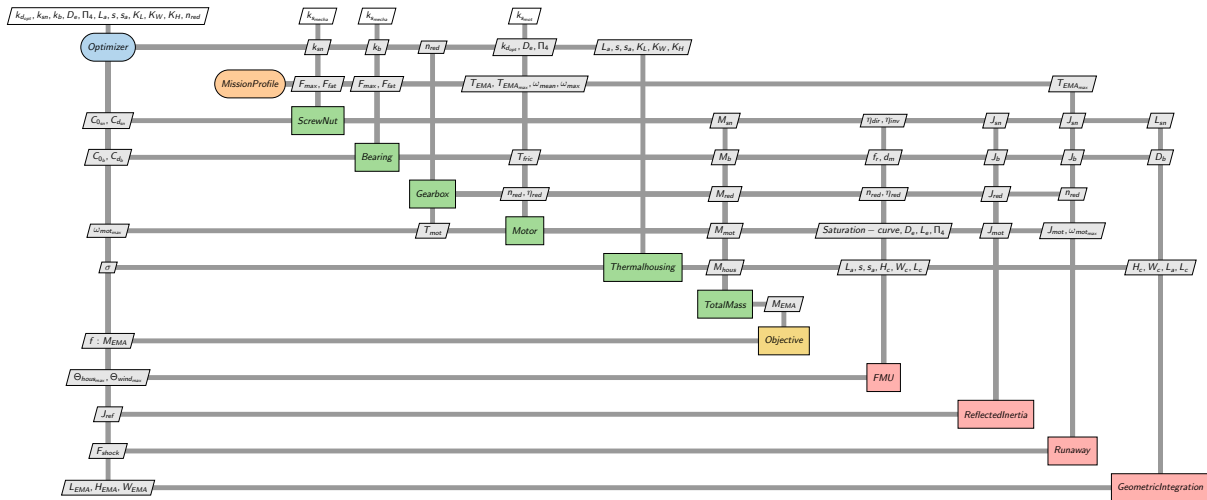 k_{d_{opt}}, k_{sn}, k_b, D_e, Π_4, L_a, s, s_a, K_L, K_W, K_H, n_{red} k_{s_{mecha}} k_{s_{mecha}} k_{s_{mot}}
Optimizer k_{sn} k_b n_{red} k_{d_{opt}}, D_e, Π_4 L_a, s, s_a, K_L, K_W, K_H
MissionProfile F_{max}, F_{fat} F_{max}, F_{fat} T_{EMA}, T_{EMA_{max}}, ω_{mean}, ω_{max} T_{EMA_{max}}
C_{0_{sn}}, C_{d_{sn}} ScrewNut M_{sn} η_{dir}, η_{inv} J_{sn} J_{sn} L_{sn}
C_{0_b}, C_{d_b} Bearing T_{fric} M_b f_r, d_m J_b J_b D_b
Gearbox n_{red}, η_{red} M_{red} n_{red}, η_{red} J_{red} n_{red}
ω_{mot_{max}} T_{mot} Motor M_{mot} Saturation − curve, D_e, L_e, Π_4 J_{mot} J_{mot}, ω_{mot_{max}}
σ Thermalhousing M_{hous} L_a, s, s_a, H_c, W_c, L_c H_c, W_c, L_a, L_c
TotalMass M_{EMA}
f : M_{EMA} Objective
Θ_{hous_{max}}, Θ_{wind_{max}} FMU
J_{ref} ReflectedInertia
F_{shock} Runaway
L_{EMA}, H_{EMA}, W_{EMA} GeometricIntegration